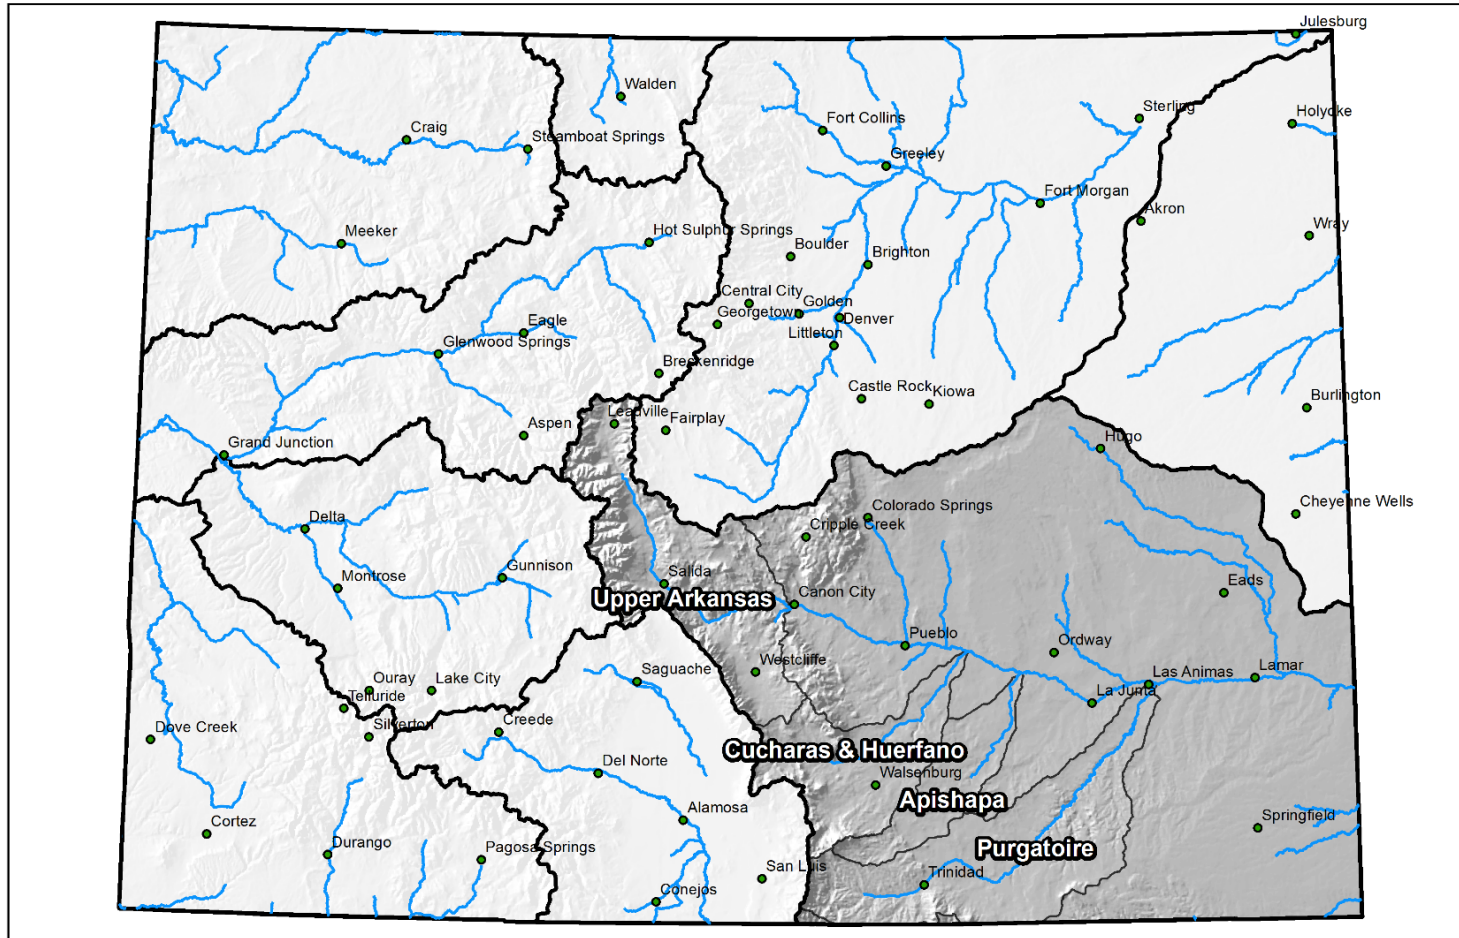 Julesburg
Walden
Sterling
Holyoke
Fort Collins
Craig
Steamboat Springs
Greeley
Fort Morgan
Akron
Wray
Meeker
Hot Sulphur Springs
Boulder
Brighton
Central City
Golden
Georgetown
Denver
Eagle
Littleton
Glenwood Springs
Breckenridge
Castle Rock
Kiowa
Burlington
Leadville
Aspen
Fairplay
Grand Junction
Hugo
Cheyenne Wells
Colorado Springs
Delta
Cripple Creek
Gunnison
Salida
Montrose
Eads
Upper Arkansas
Canon City
Pueblo
Ordway
Westcliffe
Saguache
Las Animas
Lamar
Ouray
Lake City
La Junta
Telluride
Creede
Silverton
Dove Creek
Cucharas & Huerfano
Del Norte
Walsenburg
Apishapa
Alamosa
Springfield
Cortez
Durango
Pagosa Springs
Purgatoire
San Luis
Trinidad
Conejos